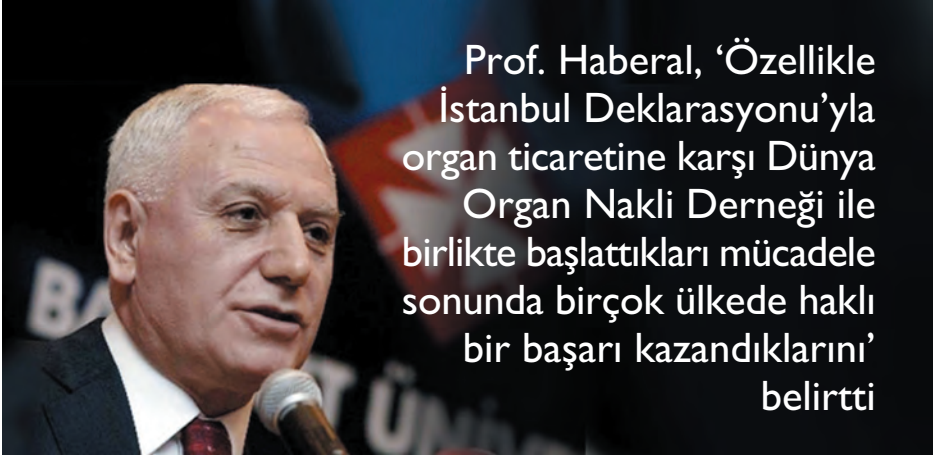 Prof. Haberal, ‘Özellikle
İstanbul Deklarasyonu’yla
organ ticaretine karşı Dünya
Organ Nakli Derneği ile
birlikte başlattıkları mücadele
sonunda birçok ülkede haklı
bir başarı kazandıklarını’
belirtti